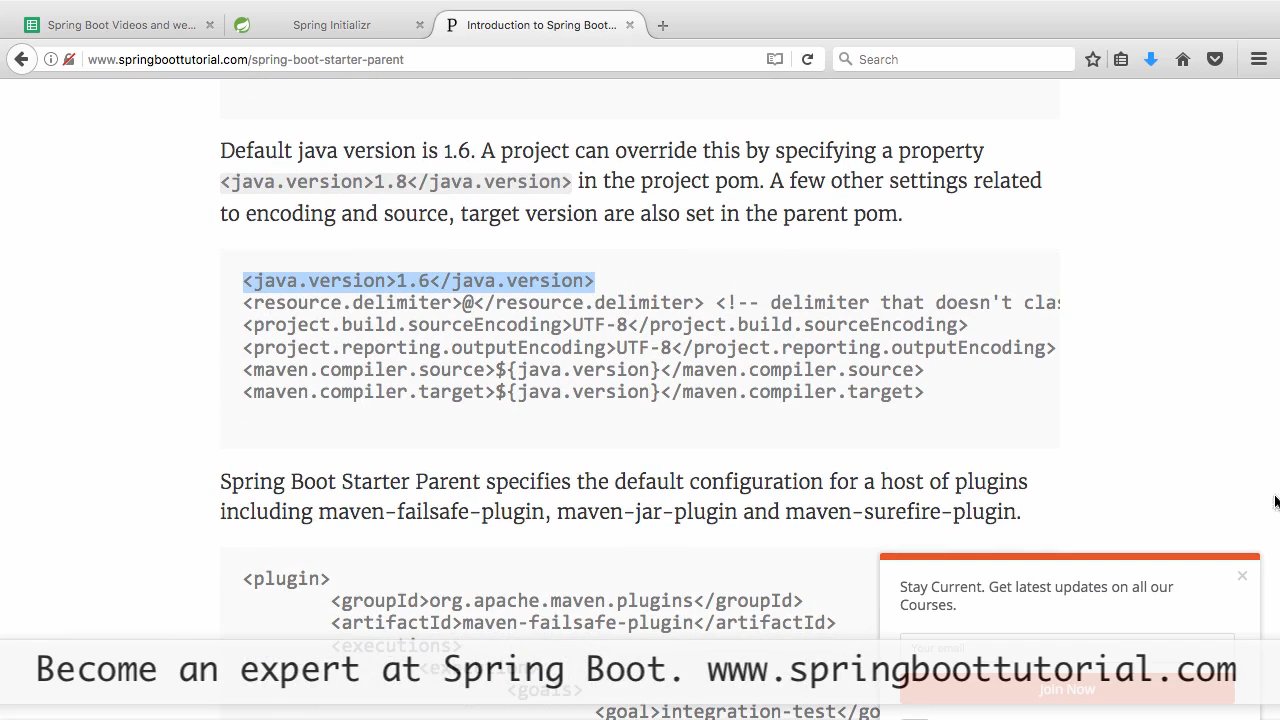 Spring Boot Videos and we...
Spring Initializr
Introduction to Spring Boot...
www.springboottutorial.com/spring-boot-starter-parent
Search
Default java version is 1.6. A project can override this by specifying a property
<java.version>1.8</java.version> in the project pom. A few other settings related
to encoding and source, target version are also set in the parent pom.
<java.version>1.6</java.version>
<resource.delimiter>@</resource.delimiter> <!-- delimiter that doesn't clas
<project.build.sourceEncoding>UTF-8</project.build.sourceEncoding>
<project.reporting.outputEncoding>UTF-8</project.reporting.outputEncoding>
<maven.compiler.source>${java.version}</maven.compiler.source>
<maven.compiler.target>${java.version}</maven.compiler.target>
Spring Boot Starter Parent specifies the default configuration for a host of plugins
including maven-failsafe-plugin, maven-jar-plugin and maven-surefire-plugin.
<plugin>
<groupId>org.apache.maven.plugins</groupId>
<artifactId>maven-failsafe-plugin</artifactId>
<executions>
<goals>
<goal>integration-test</go
Stay Current. Get latest updates on all our
Courses.
Your email
Join Now
Become an expert at Spring Boot. www.springboottutorial.com